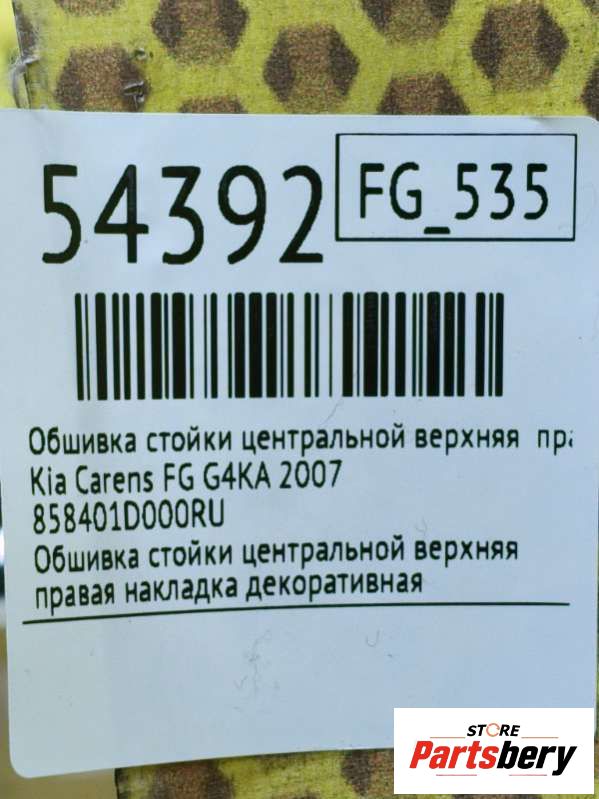 54392
FG_535
Обшивка стойки центральной верхняя
Kia Carens FG G4KA 2007
858401D000RU
Обшивка стойки центральной верхняя
правая накладка декоративная
STORE
Partsbery